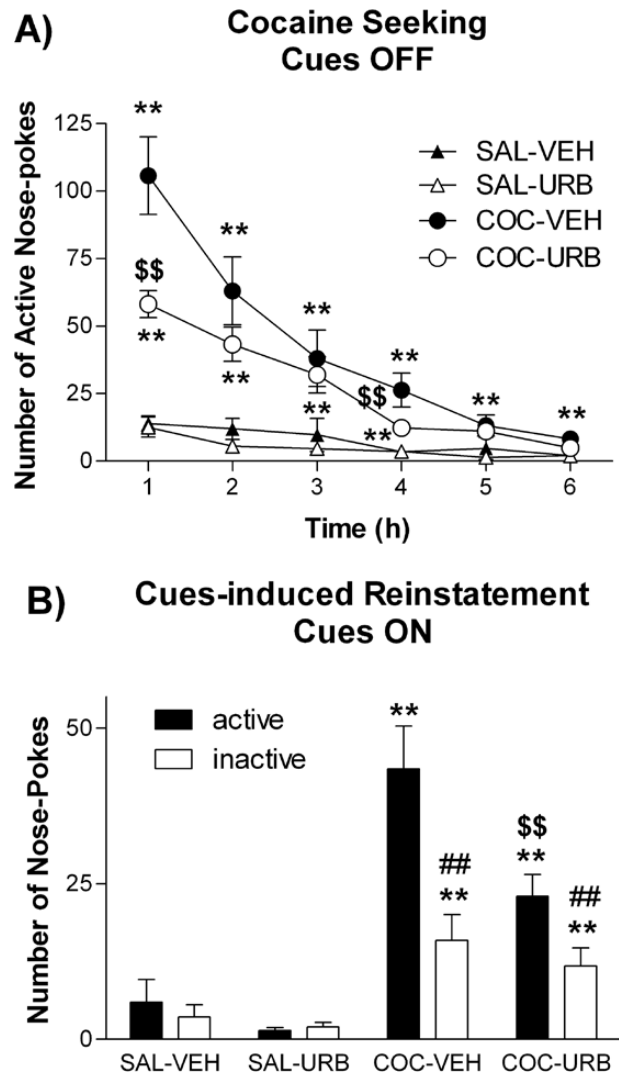 A)
Cocaine Seeking
Cues OFF
Number of Active Nose-pokes
125
100
75
50
25
0
**
**
**
**
**
**
$$
**
**
**
$$
**
SAL-VEH
SAL-URB
COC-VEH
COC-URB
1 2 3 4 5 6
Time (h)
B)
Cues-induced Reinstatement
Cues ON
Number of Nose-Pokes
50
25
0
active
inactive
**
##
**
$$
**
##
**
SAL-VEH SAL-URB COC-VEH COC-URB